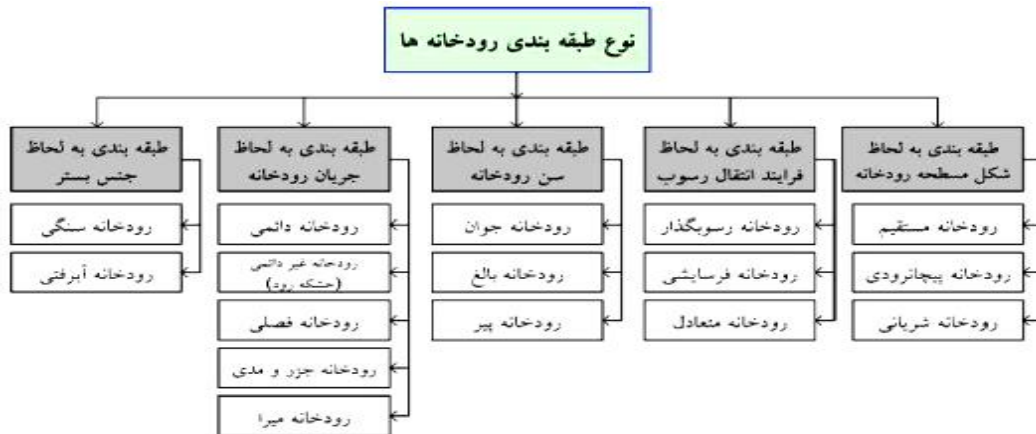 نوع طبقه بندی رودخانه ها
طبقه بندی به لحاظ
شکل مسطحه رودخانه
رودخانه مستقیم
رودخانه پیچانرودی
رودخانه شریانی
طبقه بندی به لحاظ
فرایند انتقال رسوب
رودخانه رسوبگذار
رودخانه فرسایشی
رودخانه متعادل
طبقه بندی به لحاظ
سن رودخانه
رودخانه جوان
رودخانه بالغ
رودخانه پیر
طبقه بندی به لحاظ
جریان رودخانه
رودخانه دائمی
رودخانه غیر دائمی
(خشکه رود)
رودخانه فصلی
رودخانه جزر و مدی
رودخانه میرا
طبقه بندی به لحاظ
جنس بستر
رودخانه سنگی
رودخانه آبرفتی